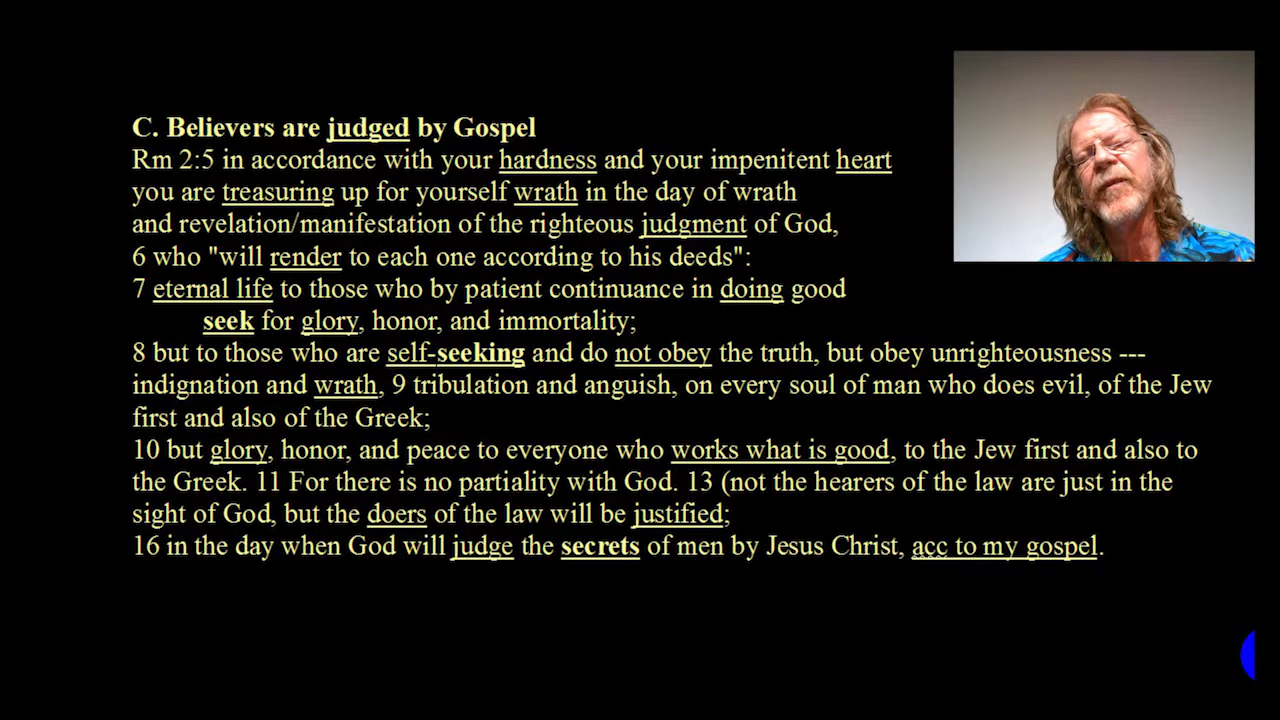 C. Believers are judged by Gospel
Rm 2:5 in accordance with your hardness and your impenitent heart
you are treasuring up for yourself wrath in the day of wrath
and revelation/manifestation of the righteous judgment of God,
6 who "will render to each one according to his deeds":
7 eternal life to those who by patient continuance in doing good
seek for glory, honor, and immortality;
8 but to those who are self-seeking and do not obey the truth, but obey unrighteousness ---
indignation and wrath, 9 tribulation and anguish, on every soul of man who does evil, of the Jew
first and also of the Greek;
10 but glory, honor, and peace to everyone who works what is good, to the Jew first and also to
the Greek. 11 For there is no partiality with God. 13 (not the hearers of the law are just in the
sight of God, but the doers of the law will be justified;
16 in the day when God will judge the secrets of men by Jesus Christ, acc to my gospel.